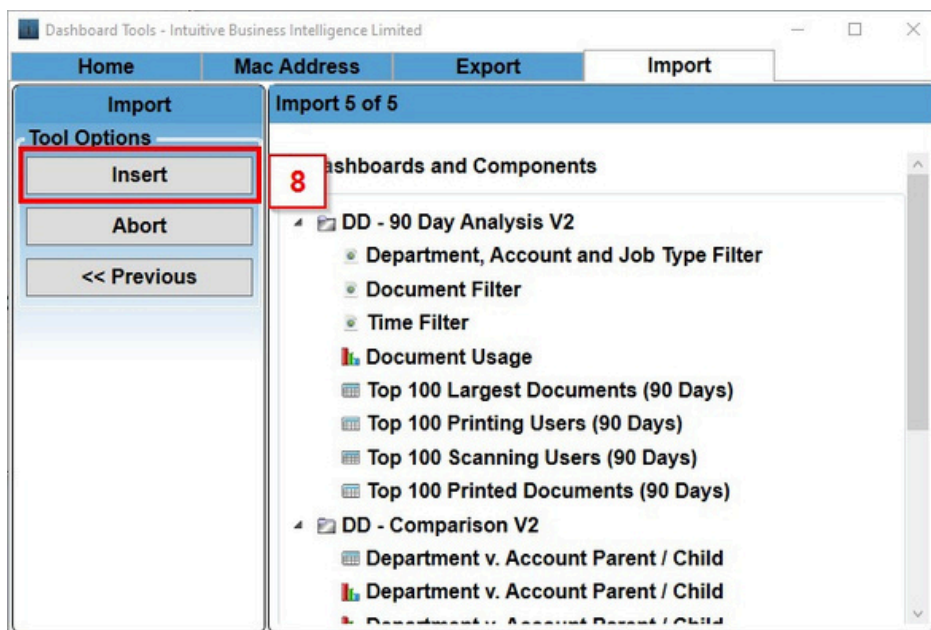 Dashboard Tools - Intuitive Business Intelligence Limited
Home Mac Address Export Import
Import
Tool Options
Insert
Abort
<< Previous
8
Import 5 of 5
ashboards and Components
DD - 90 Day Analysis V2
Department, Account and Job Type Filter
Document Filter
Time Filter
Document Usage
Top 100 Largest Documents (90 Days)
Top 100 Printing Users (90 Days)
Top 100 Scanning Users (90 Days)
Top 100 Printed Documents (90 Days)
DD - Comparison V2
Department v. Account Parent / Child
Department v. Account Parent / Child
Department v. Account Parent / Child